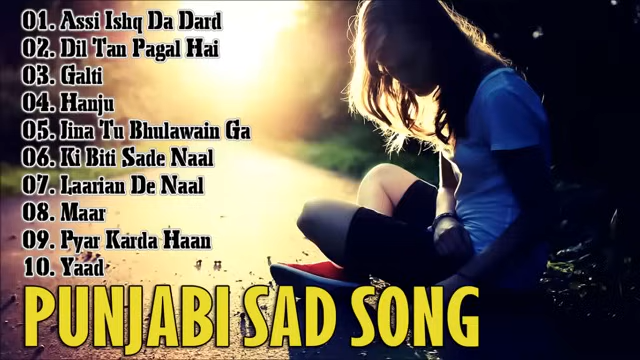 01. Assi Ishq Da Dard
02. Dil Tan Pagal Hai
03. Galti
04. Hanju
05. Jina Tu Bhulawain Ga
06. Ki Biti Sade Naal
07. Laarian De Naal
08. Maar
09. Pyar Karda Haan
10. Yaad
PUNJABI SAD SONG